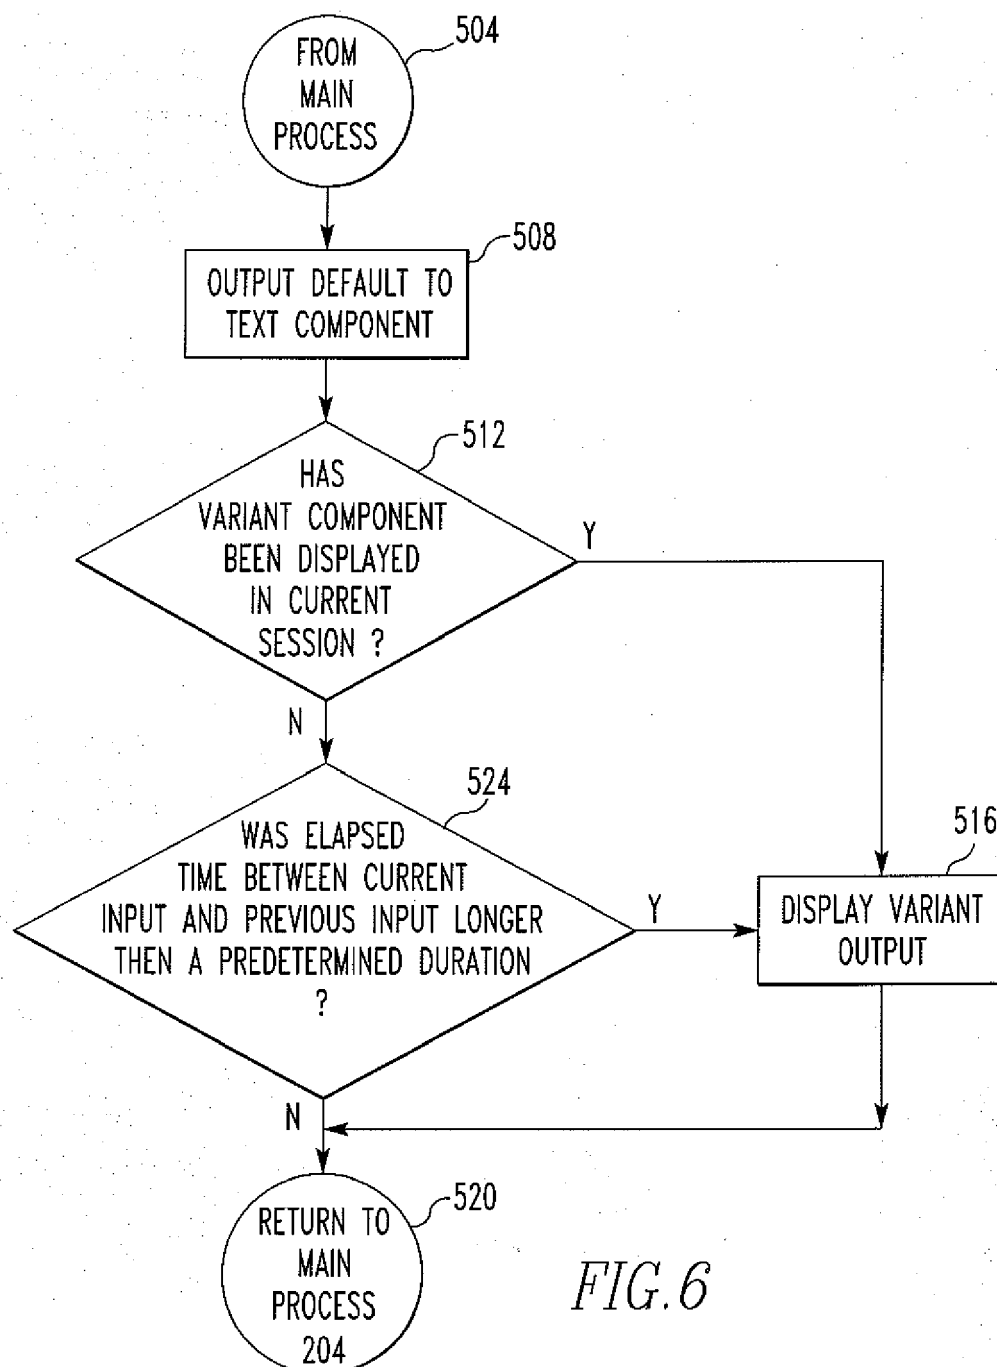 FROM
MAIN
PROCESS
504
508
OUTPUT DEFAULT TO
TEXT COMPONENT
512
HAS
VARIANT COMPONENT
BEEN DISPLAYED
IN CURRENT
SESSION ?
Y
N
524
WAS ELAPSED
TIME BETWEEN CURRENT
INPUT AND PREVIOUS INPUT LONGER
THEN A PREDETERMINED DURATION
?
Y
516
DISPLAY VARIANT
OUTPUT
N
520
RETURN TO
MAIN
PROCESS
204
FIG.6